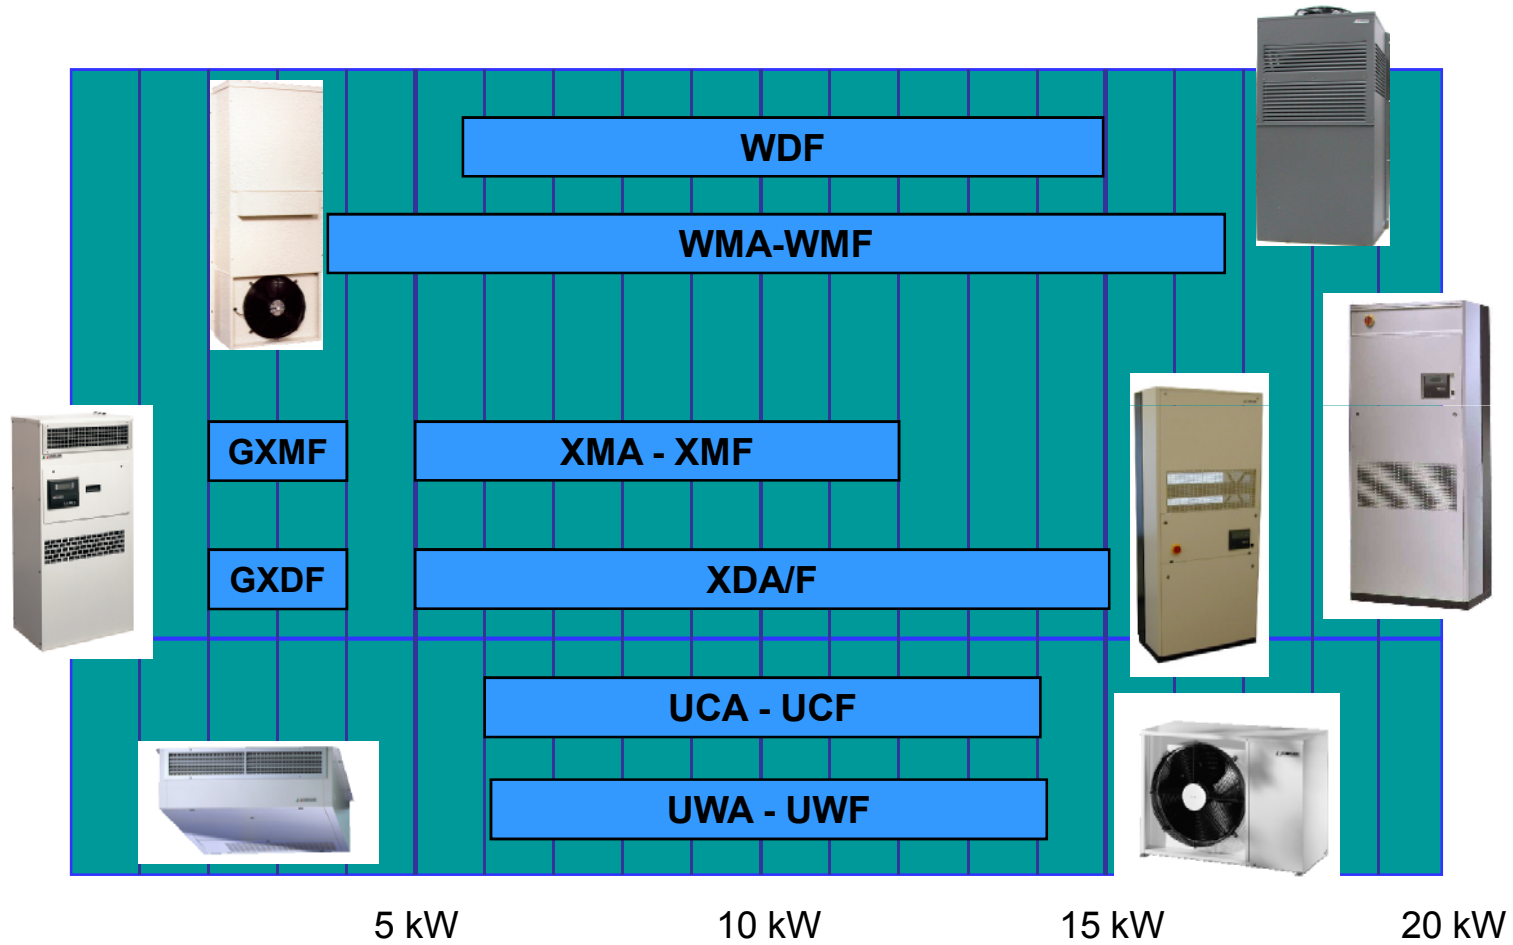 WDF
WMA-WMF
GXMF
XMA - XMF
GXDF
XDA/F
UCA - UCF
UWA - UWF
5 kW
10 kW
15 kW
20 kW